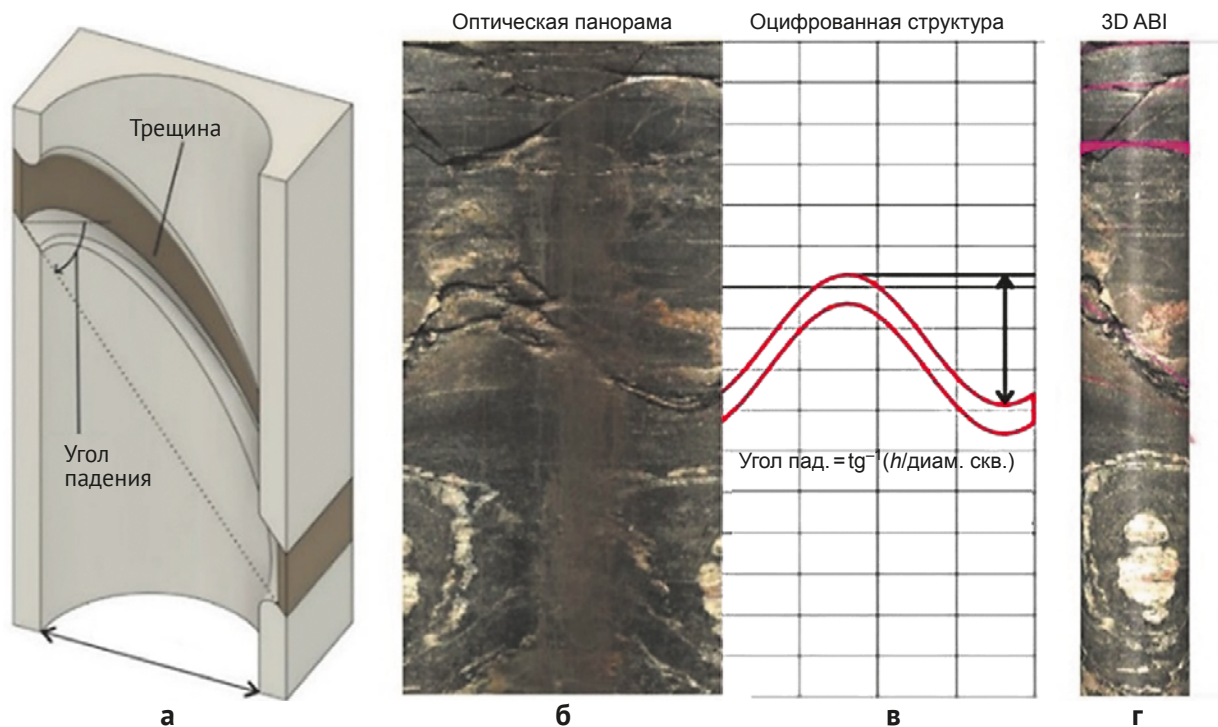 Оптическая панорама
Оцифрованная структура
3D ABI
Трещина
Угол
падения
Угол пад. = tg⁻¹(h/диам. скв.)
а
б
в
г